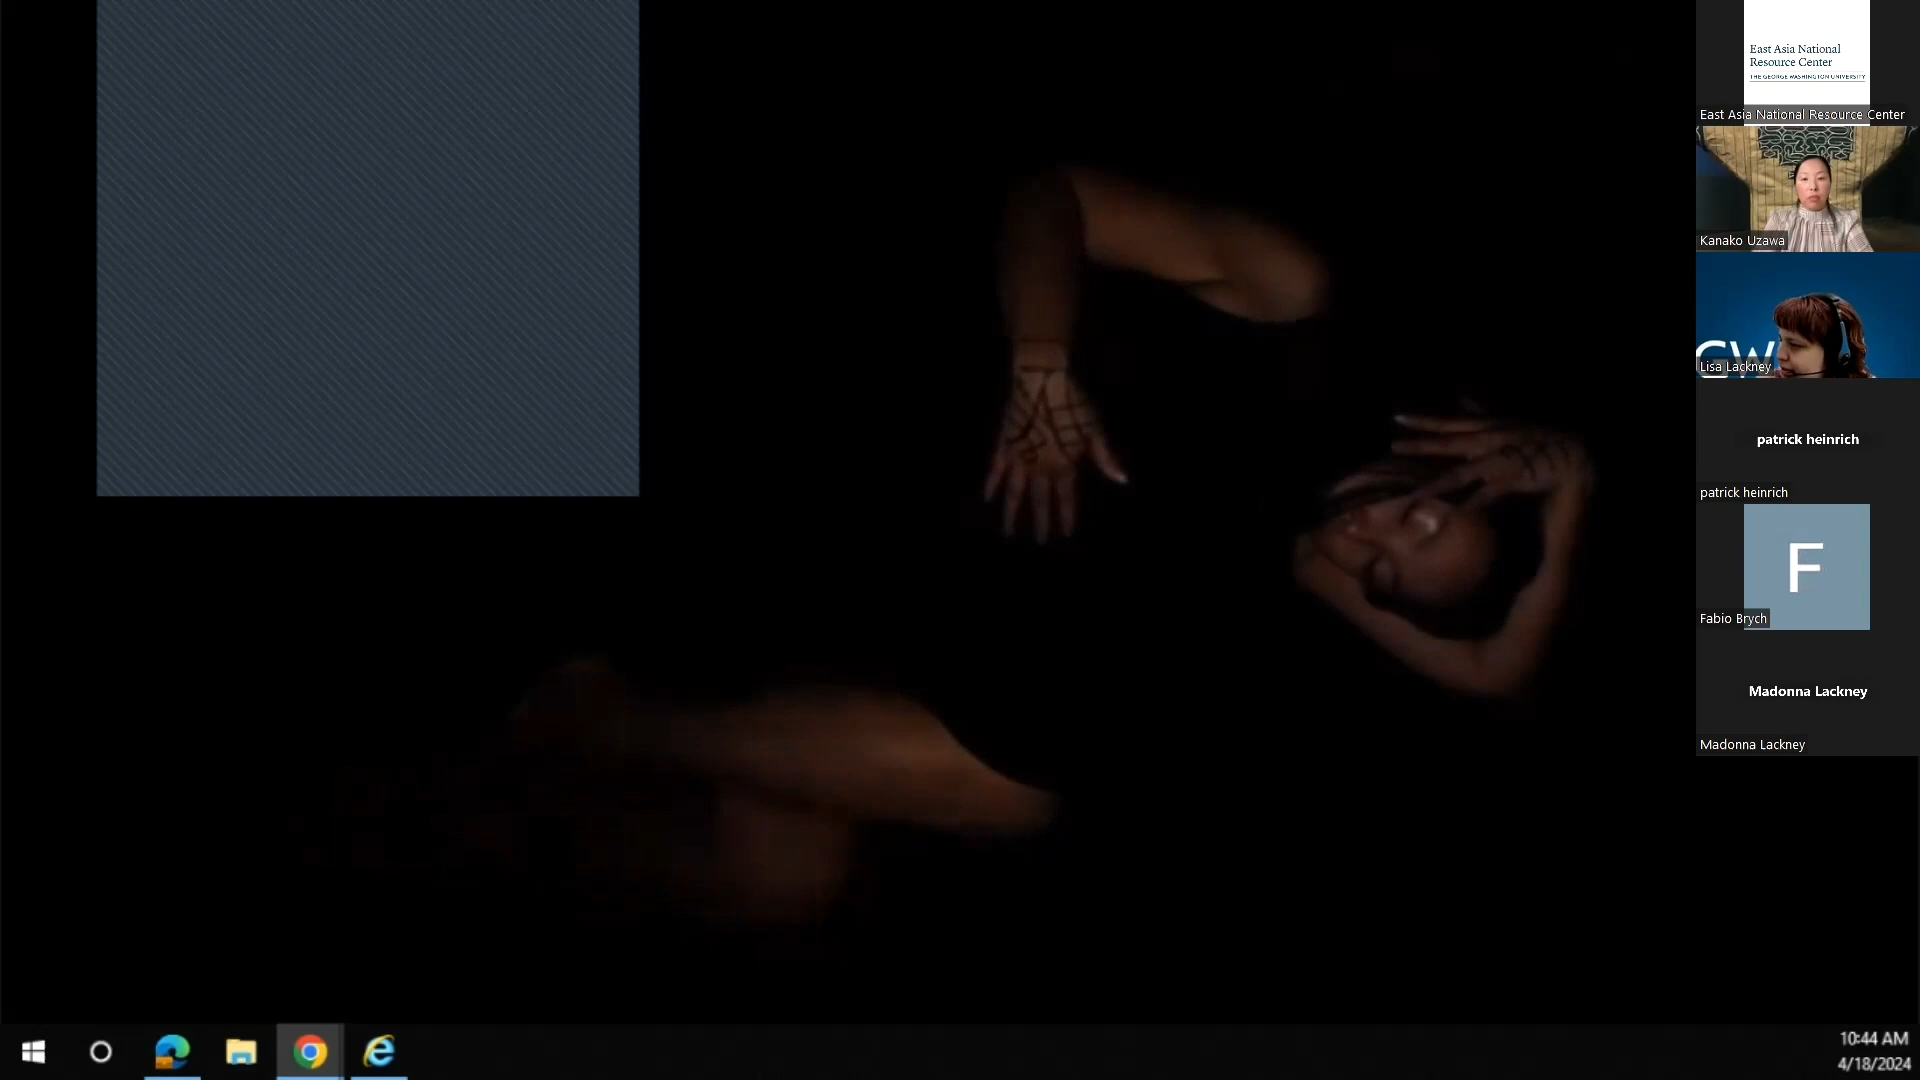 East Asia National
Resource Center
THE GEORGE WASHINGTON UNIVERSITY
East Asia National Resource Center
Kanako Uzawa
GW
Lisa Lackney
patrick heinrich
patrick heinrich
F
Fabio Brych
Madonna Lackney
Madonna Lackney
10:44 AM
4/18/2024